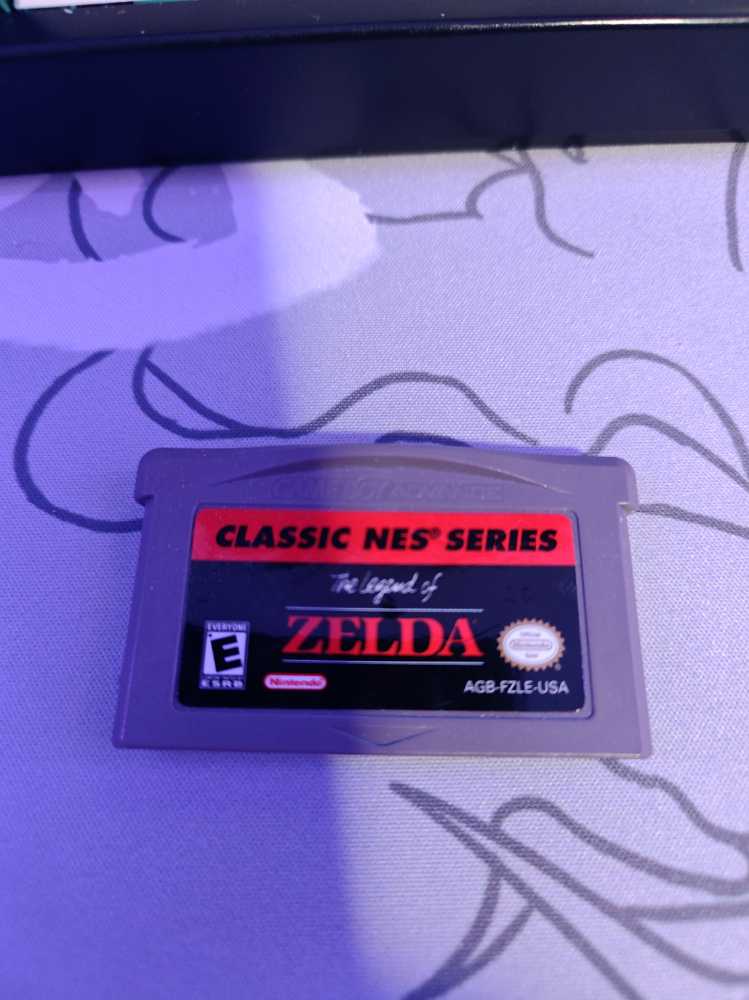 GAME BOY ADVANCE
CLASSIC NES® SERIES
The Legend of
ZELDA
EVERYONE
E
ESRB
Nintendo
Official
Nintendo
Seal
AGB-FZLE-USA